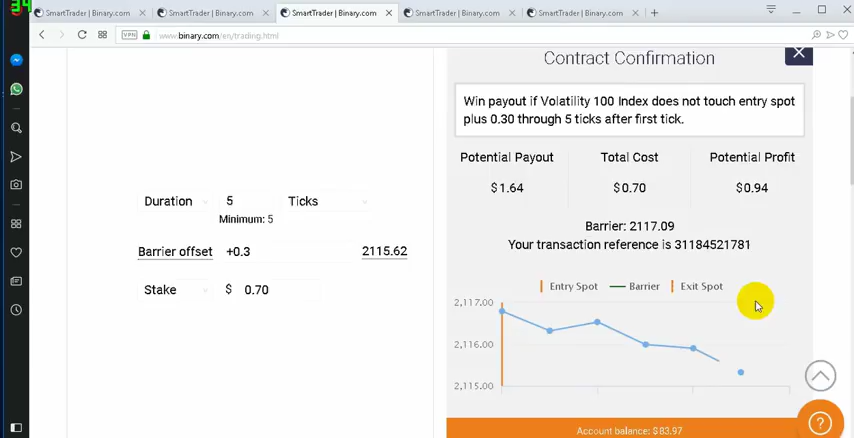 34
SmartTrader | Binary.com
SmartTrader | Binary.com
SmartTrader | Binary.com
SmartTrader | Binary.com
SmartTrader | Binary.com
VPN www.binary.com/en/trading.html
Duration 5 Ticks
Minimum: 5
Barrier offset +0.3 2115.62
Stake $ 0.70
Contract Confirmation
Win payout if Volatility 100 Index does not touch entry spot
plus 0.30 through 5 ticks after first tick.
Potential Payout Total Cost Potential Profit
$1.64 $0.70 $0.94
Barrier: 2117.09
Your transaction reference is 31184521781
Entry Spot Barrier Exit Spot
2,117.00
2,116.00
2,115.00
Account balance: $83.97
?